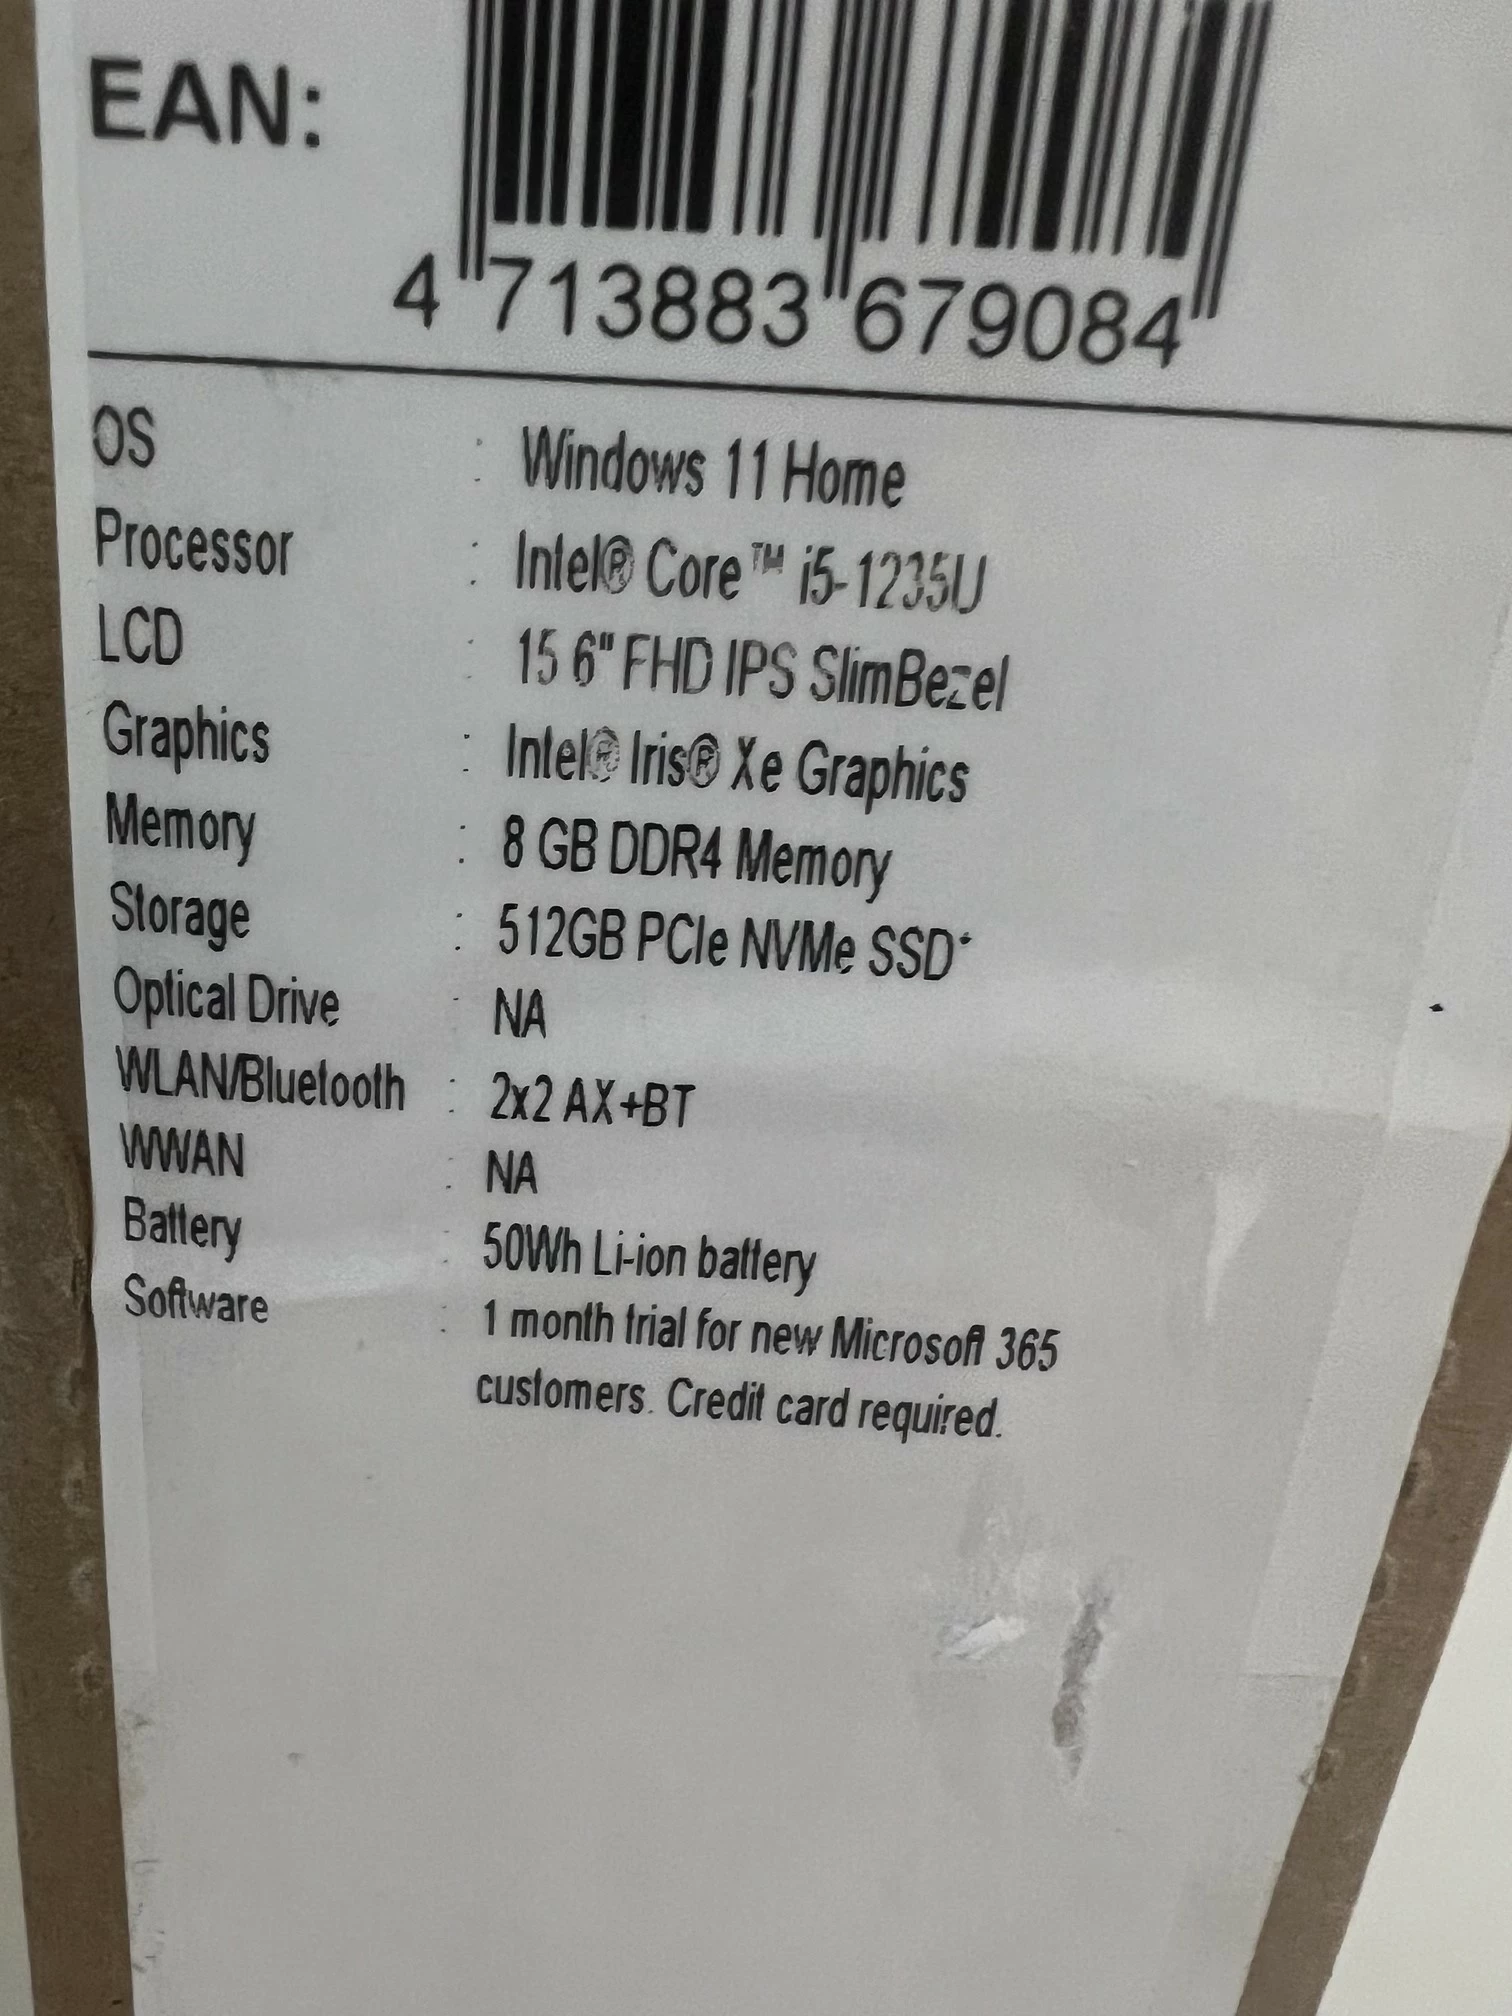 EAN:
4 713883 679084
OS : Windows 11 Home
Processor : Intel® Core™ i5-1235U
LCD : 15.6" FHD IPS SlimBezel
Graphics : Intel® Iris® Xe Graphics
Memory : 8 GB DDR4 Memory
Storage : 512GB PCIe NVMe SSD*
Optical Drive : NA
WLAN/Bluetooth : 2x2 AX+BT
WWAN : NA
Battery : 50Wh Li-ion battery
Software : 1 month trial for new Microsoft 365
customers. Credit card required.